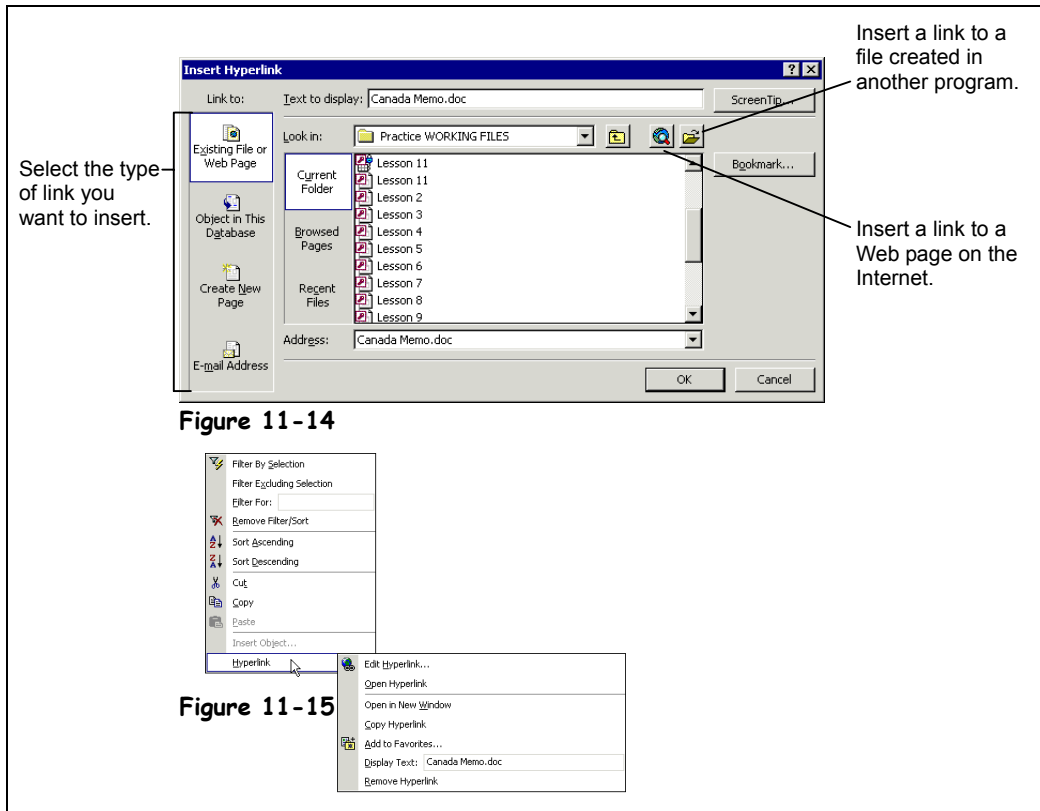 Insert a link to a
file created in
another program.
Insert Hyperlink
Link to:
Text to display: Canada Memo.doc
ScreenTip...
Select the type
of link you
want to insert.
Existing File or
Web Page
Object in This
Database
Create New
Page
E-mail Address
Look in: Practice WORKING FILES
Bookmark...
Current
Folder
Browsed
Pages
Recent
Files
Lesson 11
Lesson 11
Lesson 2
Lesson 3
Lesson 4
Lesson 5
Lesson 6
Lesson 7
Lesson 8
Lesson 9
Insert a link to a
Web page on the
Internet.
Address: Canada Memo.doc
OK Cancel
Figure 11-14
Filter By Selection
Filter Excluding Selection
Filter For:
Remove Filter/Sort
Sort Ascending
Sort Descending
Cut
Copy
Paste
Insert Object...
Hyperlink
Edit Hyperlink...
Open Hyperlink
Open in New Window
Copy Hyperlink
Add to Favorites...
Display Text: Canada Memo.doc
Remove Hyperlink
Figure 11-15